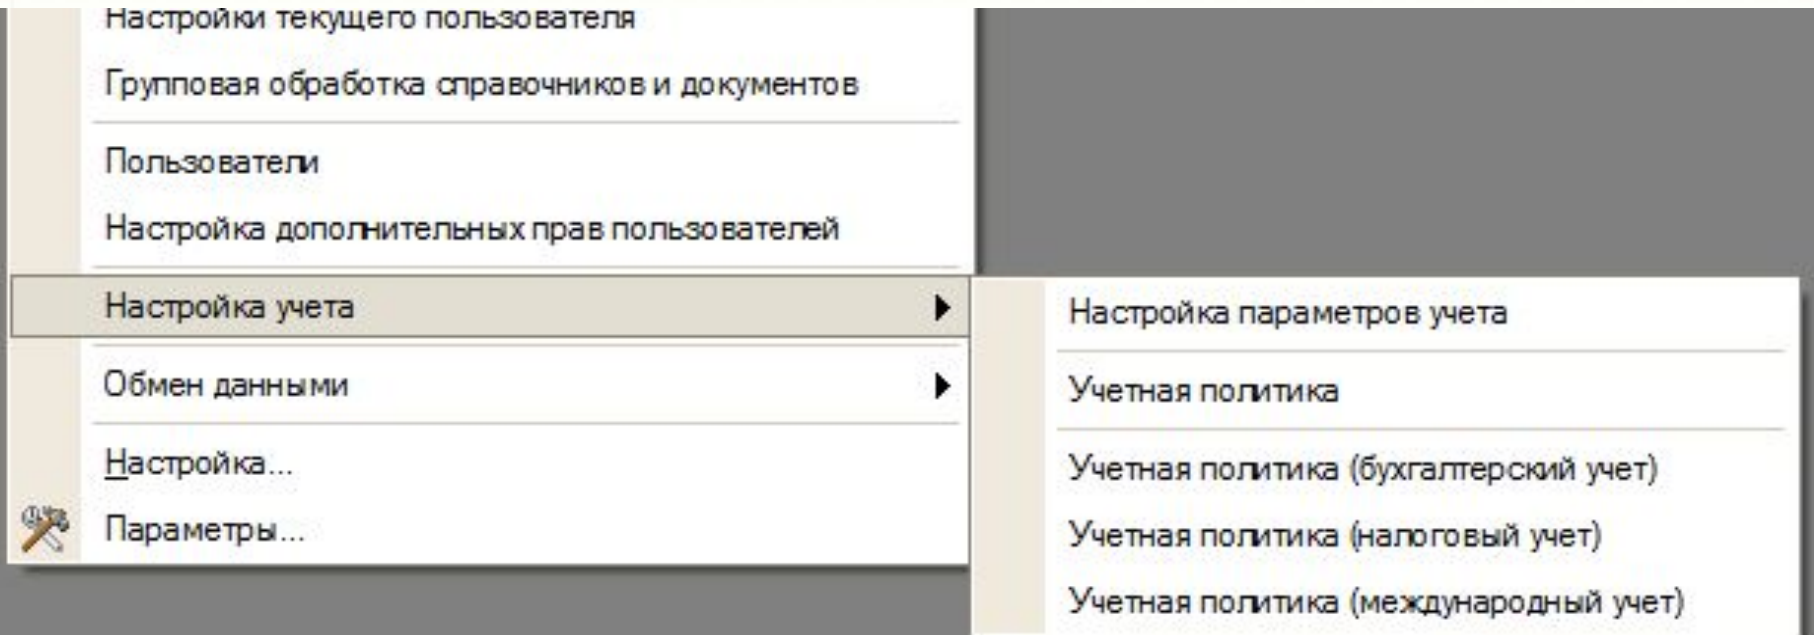 Настройки текущего пользователя
Групповая обработка справочников и документов
Пользователи
Настройка дополнительных прав пользователей
Настройка учета
Обмен данными
Настройка...
Параметры...
Настройка параметров учета
Учетная политика
Учетная политика (бухгалтерский учет)
Учетная политика (налоговый учет)
Учетная политика (международный учет)